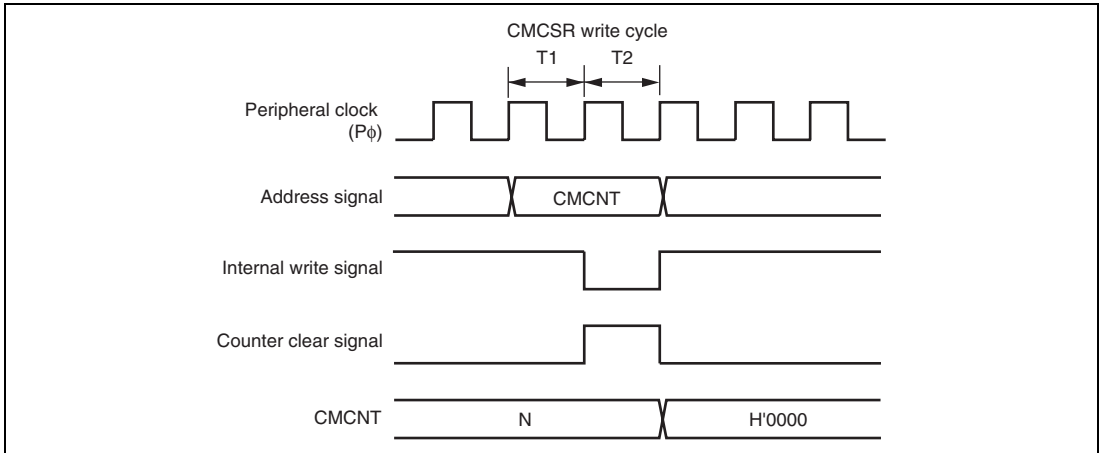 CMCSR write cycle
T1 T2
Peripheral clock
(Pϕ)
Address signal CMCNT
Internal write signal
Counter clear signal
CMCNT N H'0000